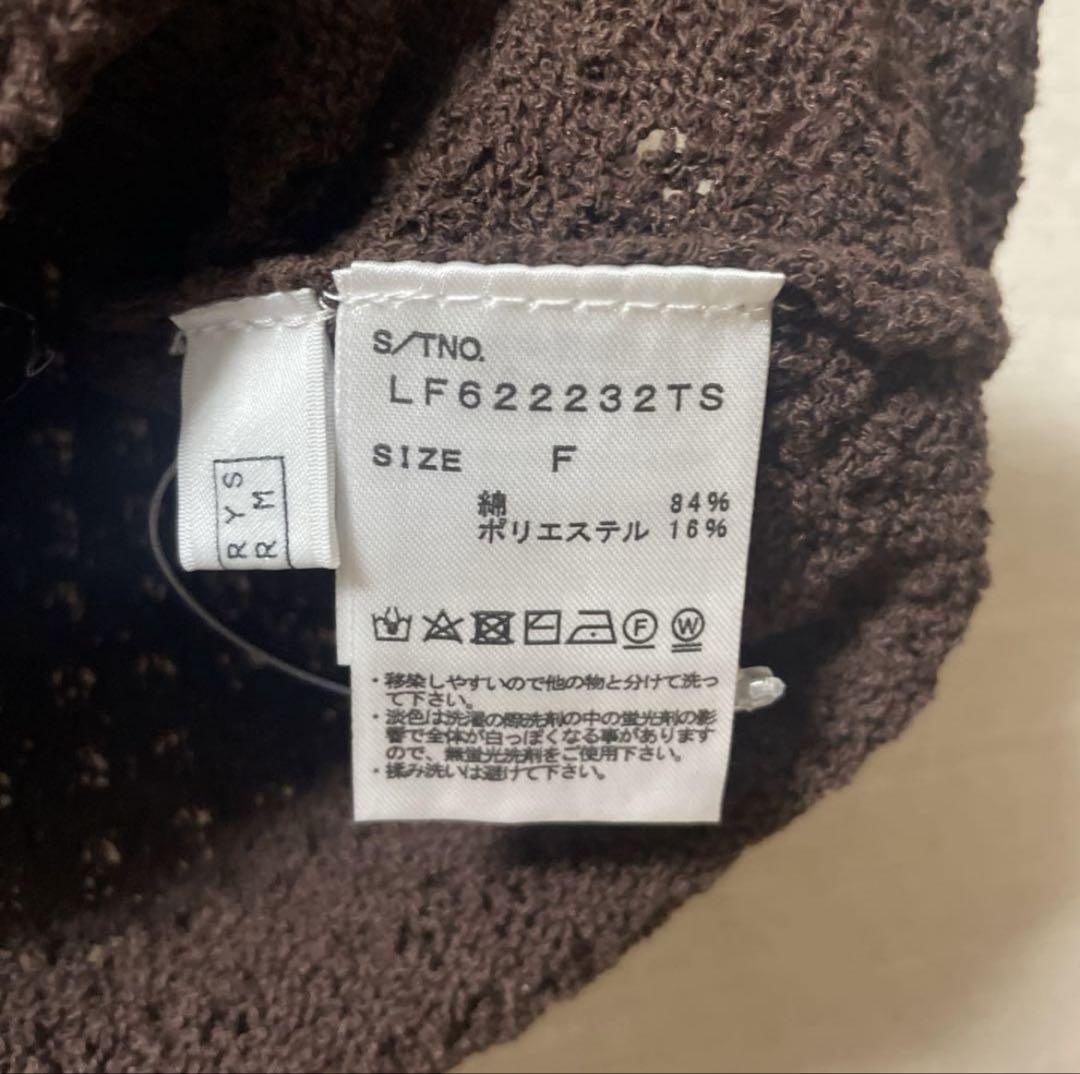 S/TNO.
LF622232TS
SIZE F
綿 84%
ポリエステル 16%
F W
・移染しやすいので他の物と分けて洗っ
て下さい。
・淡色は洗濯の際洗剤の中の蛍光剤の影
響で全体が白っぽくなる事があります
ので、無蛍光洗剤をご使用下さい。
・揉み洗いは避けて下さい。
RYS
RM